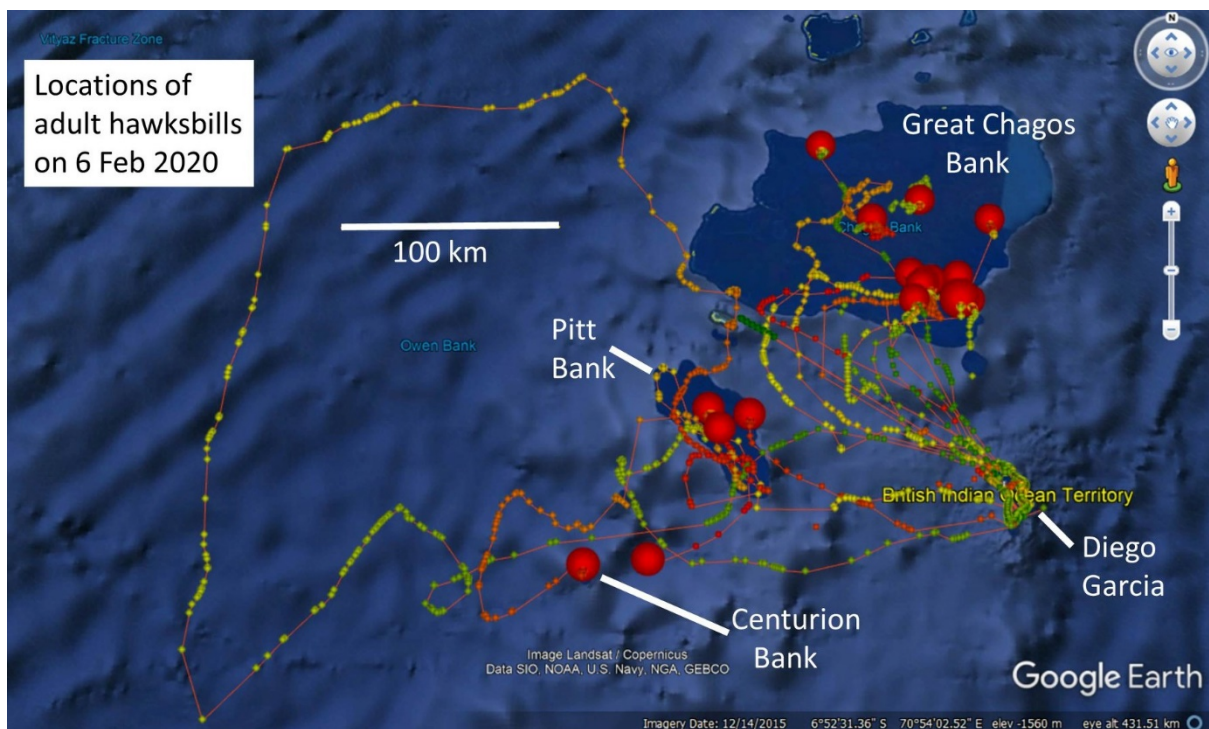 Vityaz Fracture Zone
N
Locations of
adult hawksbills
on 6 Feb 2020
Great Chagos
Bank
Chagos Bank
100 km
Pitt
Bank
Owen Bank
British Indian Ocean Territory
Diego
Garcia
Centurion
Bank
Image Landsat / Copernicus
Data SIO, NOAA, U.S. Navy, NGA, GEBCO
Google Earth
Imagery Date: 12/14/2015 6°52'31.36" S 70°54'02.52" E elev -1560 m eye alt 431.51 km